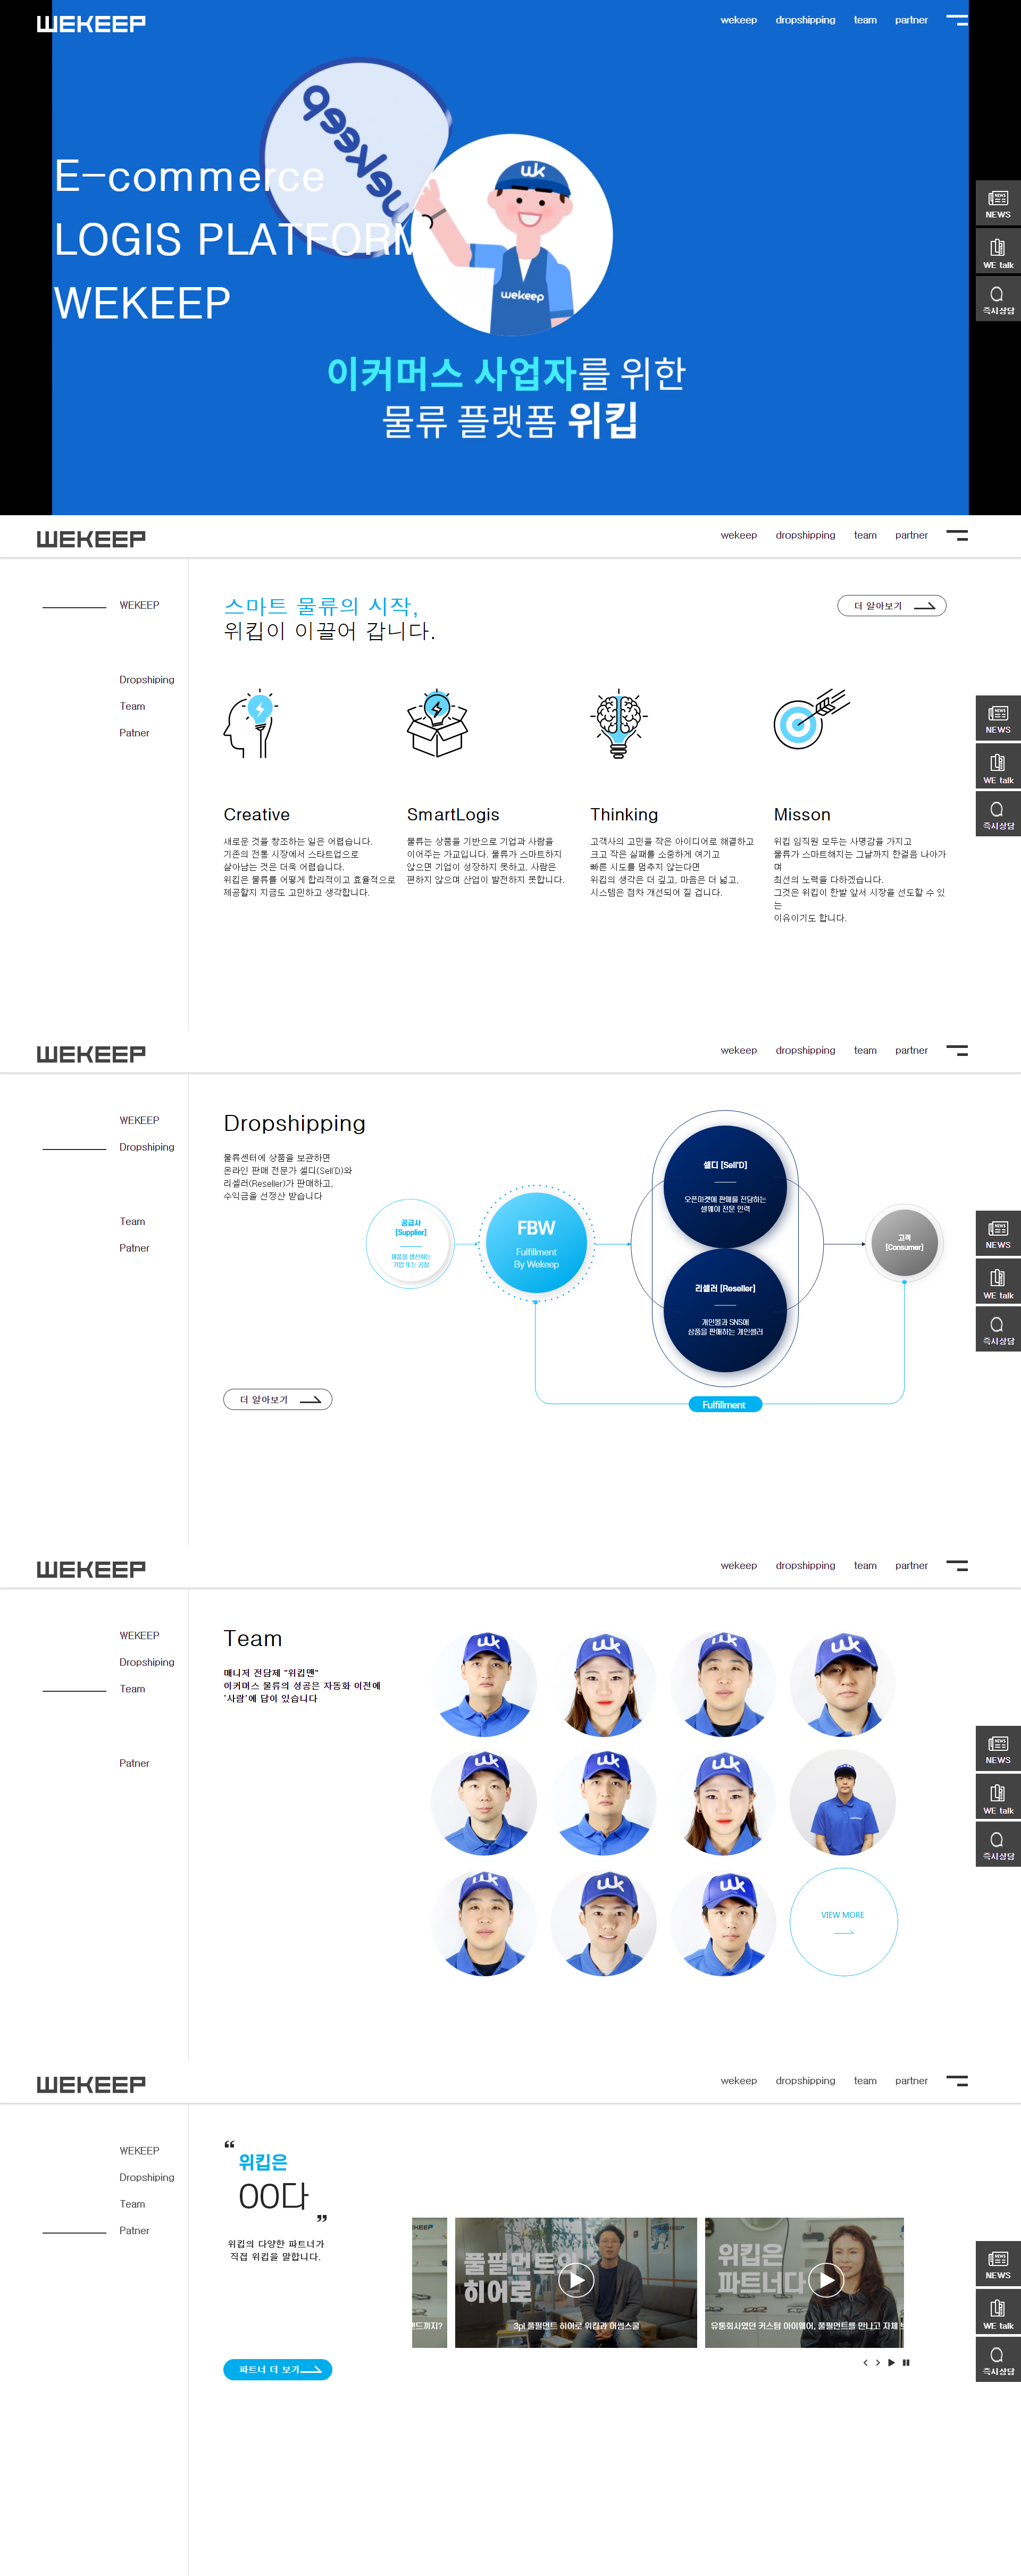 WEKEEP
wekeep dropshipping team partner
wekeep
wk
wekeep
E-commerce
LOGIS PLATFORM
WEKEEP
이커머스 사업자를 위한
물류 플랫폼 위킵
NEWS
WE talk
즉시상담
WEKEEP
wekeep dropshipping team partner
WEKEEP
Dropshiping
Team
Patner
스마트 물류의 시작,
위킵이 이끌어 갑니다.
더 알아보기
NEWS
Creative
새로운 것을 창조하는 일은 어렵습니다.
기존의 전통 시장에서 스타트업으로
살아남는 것은 더욱 어렵습니다.
위킵은 물류를 어떻게 합리적이고 효율적으로
제공할지 지금도 고민하고 생각합니다.
SmartLogis
물류는 상품을 기반으로 기업과 사람을
이어주는 가교입니다. 물류가 스마트하지
않으면 기업이 성장하지 못하고, 사람은
편하지 않으며 산업이 발전하지 못합니다.
Thinking
고객사의 고민을 작은 아이디어로 해결하고
크고 작은 실패를 소중하게 여기고
빠른 시도를 멈추지 않는다면
위킵의 생각은 더 깊고, 마음은 더 넓고,
시스템은 점차 개선되어 질 겁니다.
Misson
위킵 임직원 모두는 사명감을 가지고
물류가 스마트해지는 그날까지 한걸음 나아가
며
최선의 노력을 다하겠습니다.
그것은 위킵이 한발 앞서 시장을 선도할 수 있
는
이유이기도 합니다.
WE talk
즉시상담
WEKEEP
wekeep dropshipping team partner
WEKEEP
Dropshiping
Team
Patner
Dropshipping
물류센터에 상품을 보관하면
온라인 판매 전문가 셀디(Sell'D)와
리셀러(Reseller)가 판매하고,
수익금을 선정산 받습니다
공급사
[Supplier]
제품을 생산하는
기업 또는 공장
FBW
Fulfillment
By Wekeep
셀디 [Sell'D]
오픈마켓에 판매를 전담하는
셀웨이 전문 인력
리셀러 [Reseller]
개인몰과 SNS에
상품을 판매하는 개인셀러
고객
[Consumer]
Fulfillment
더 알아보기
NEWS
WE talk
즉시상담
WEKEEP
wekeep dropshipping team partner
WEKEEP
Dropshiping
Team
Patner
Team
매니저 전담제 "위킵맨"
이커머스 물류의 성공은 자동화 이전에
'사람'에 답이 있습니다
wk wk wk wk
wk wk wk
wk wk wk
VIEW MORE
NEWS
WE talk
즉시상담
WEKEEP
wekeep dropshipping team partner
WEKEEP
Dropshiping
Team
Patner
“
위킵은
OO다
”
위킵의 다양한 파트너가
직접 위킵을 말합니다.
파트너 더 보기
풀필먼트
히어로
3pl 풀필먼트 히어로 위킵과 어썸스쿨
위킵은
파트너다
유통회사였던 커스텀 아이웨어, 풀필먼트를 만나고 자체 브
랜드까지?
NEWS
WE talk
즉시상담